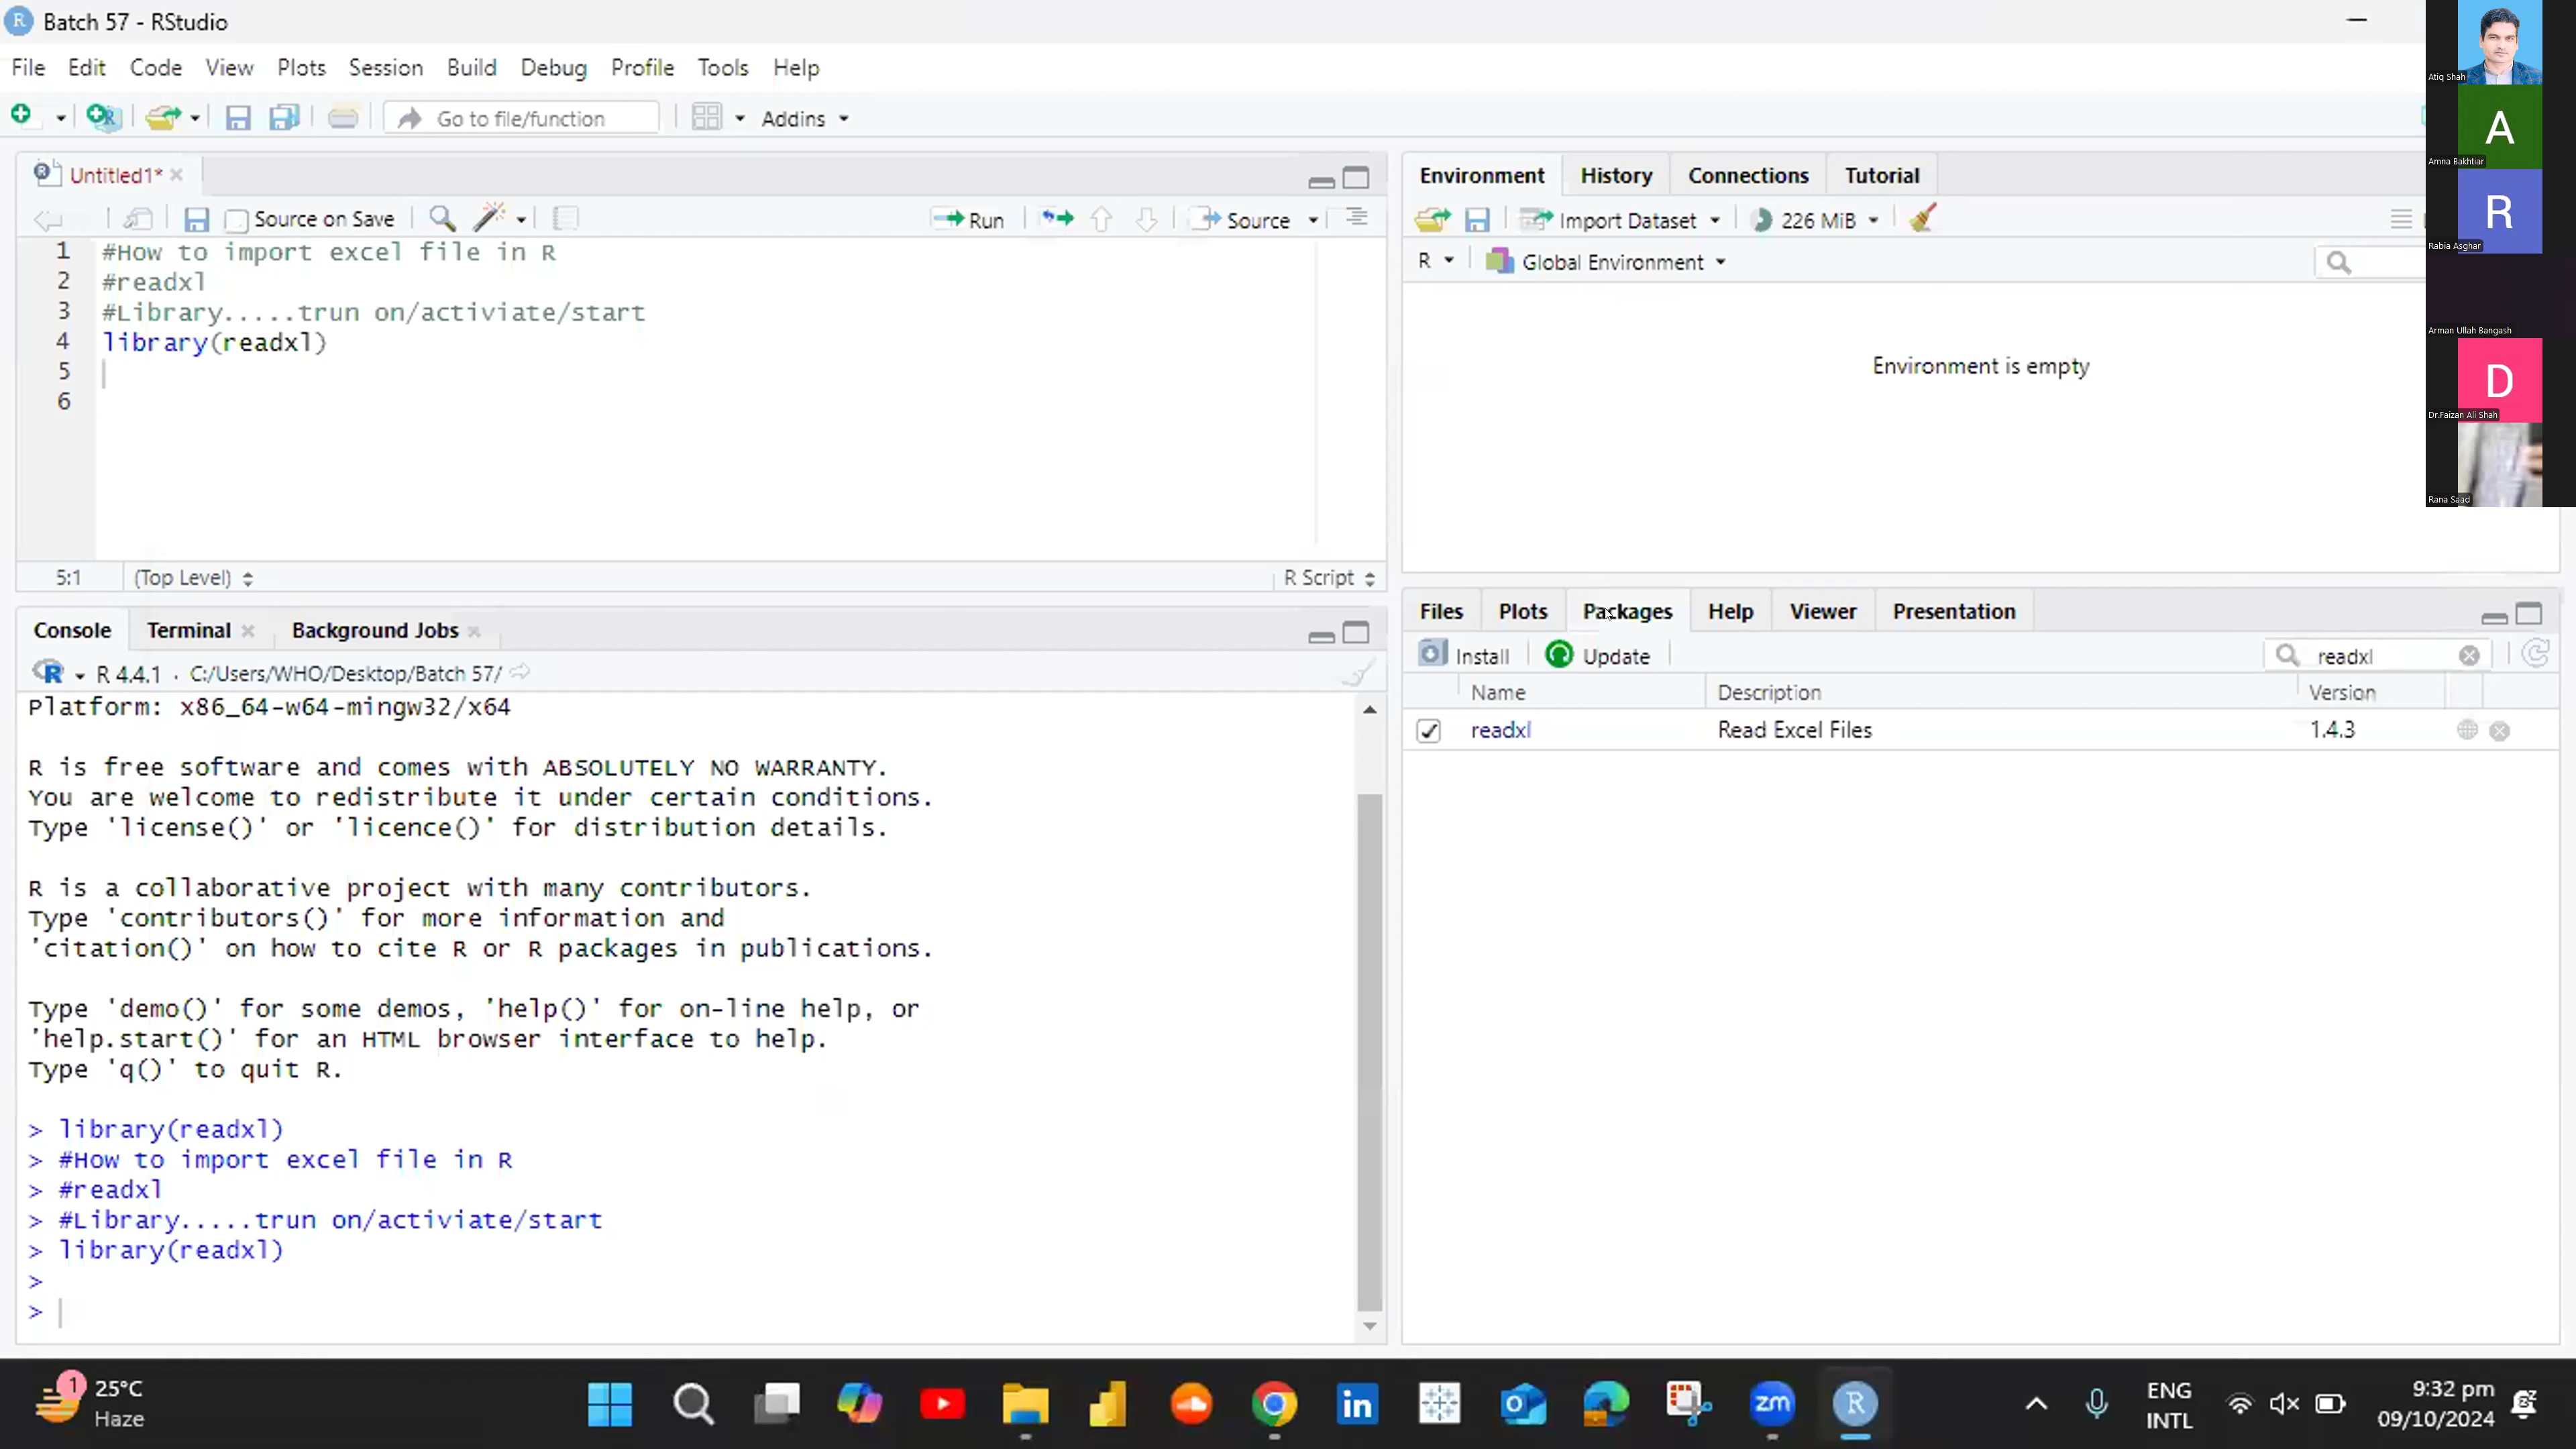 Batch 57 - RStudio
File Edit Code View Plots Session Build Debug Profile Tools Help
Go to file/function Addins
Untitled1*
Source on Save Run Source
1 #How to import excel file in R
2 #readxl
3 #Library.....trun on/activiate/start
4 library(readxl)
5
6
5:1 (Top Level) R Script
Console Terminal Background Jobs
R 4.4.1 · C:/Users/WHO/Desktop/Batch 57/
Platform: x86_64-w64-mingw32/x64
R is free software and comes with ABSOLUTELY NO WARRANTY.
You are welcome to redistribute it under certain conditions.
Type 'license()' or 'licence()' for distribution details.
R is a collaborative project with many contributors.
Type 'contributors()' for more information and
'citation()' on how to cite R or R packages in publications.
Type 'demo()' for some demos, 'help()' for on-line help, or
'help.start()' for an HTML browser interface to help.
Type 'q()' to quit R.
> library(readxl)
> #How to import excel file in R
> #readxl
> #Library.....trun on/activiate/start
> library(readxl)
>
>
Environment History Connections Tutorial
Import Dataset 226 MiB
R Global Environment
Environment is empty
Files Plots Packages Help Viewer Presentation
Install Update readxl
Name Description Version
readxl Read Excel Files 1.4.3
Atiq Shah
A
Amna Bakhtiar
R
Rabia Asghar
Arman Ullah Bangash
D
Dr.Faizan Ali Shah
Rana Saad
1
25°C
Haze
zm
ENG
INTL
9:32 pm
09/10/2024